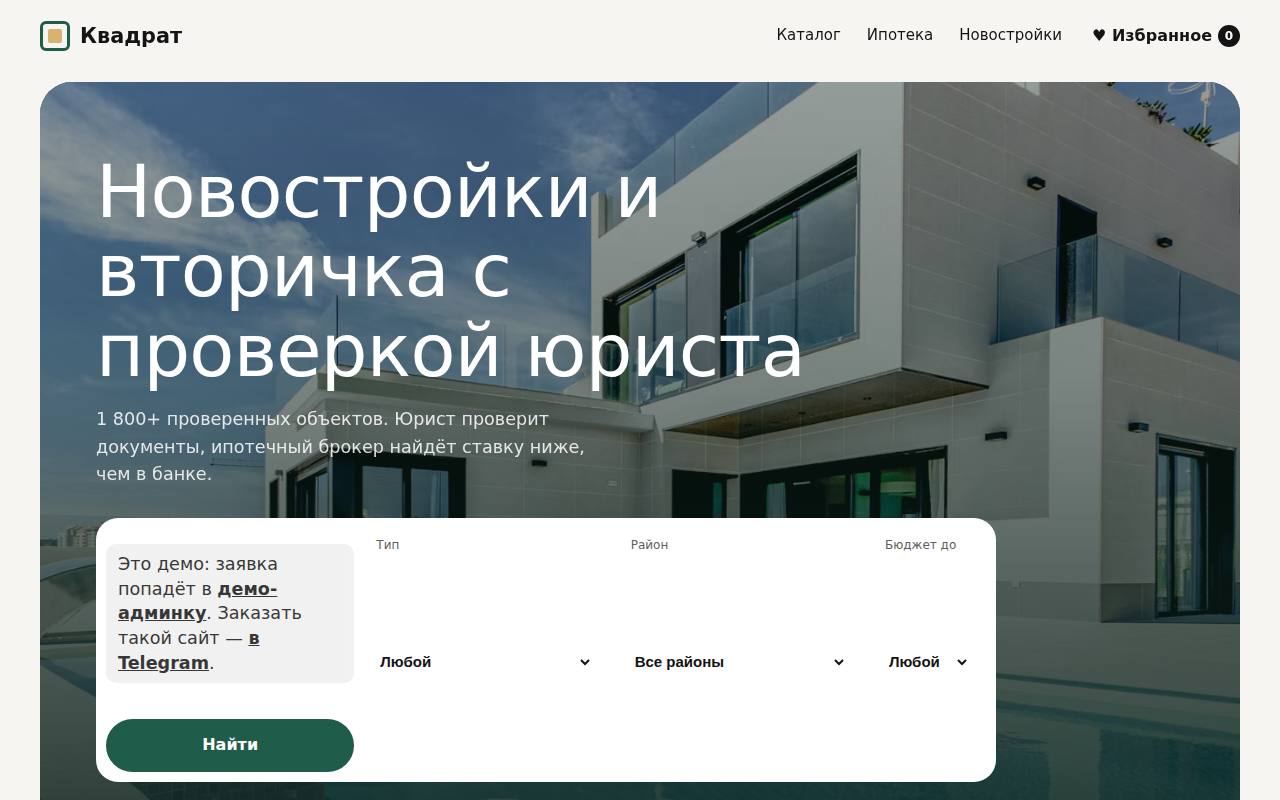 Квадрат
Каталог
Ипотека
Новостройки
♥ Избранное 0
Новостройки и
вторичка с
проверкой юриста
1 800+ проверенных объектов. Юрист проверит
документы, ипотечный брокер найдёт ставку ниже,
чем в банке.
Это демо: заявка
попадёт в демо-
админку. Заказать
такой сайт — в
Telegram.
Тип
Любой
Район
Все районы
Бюджет до
Любой
Найти